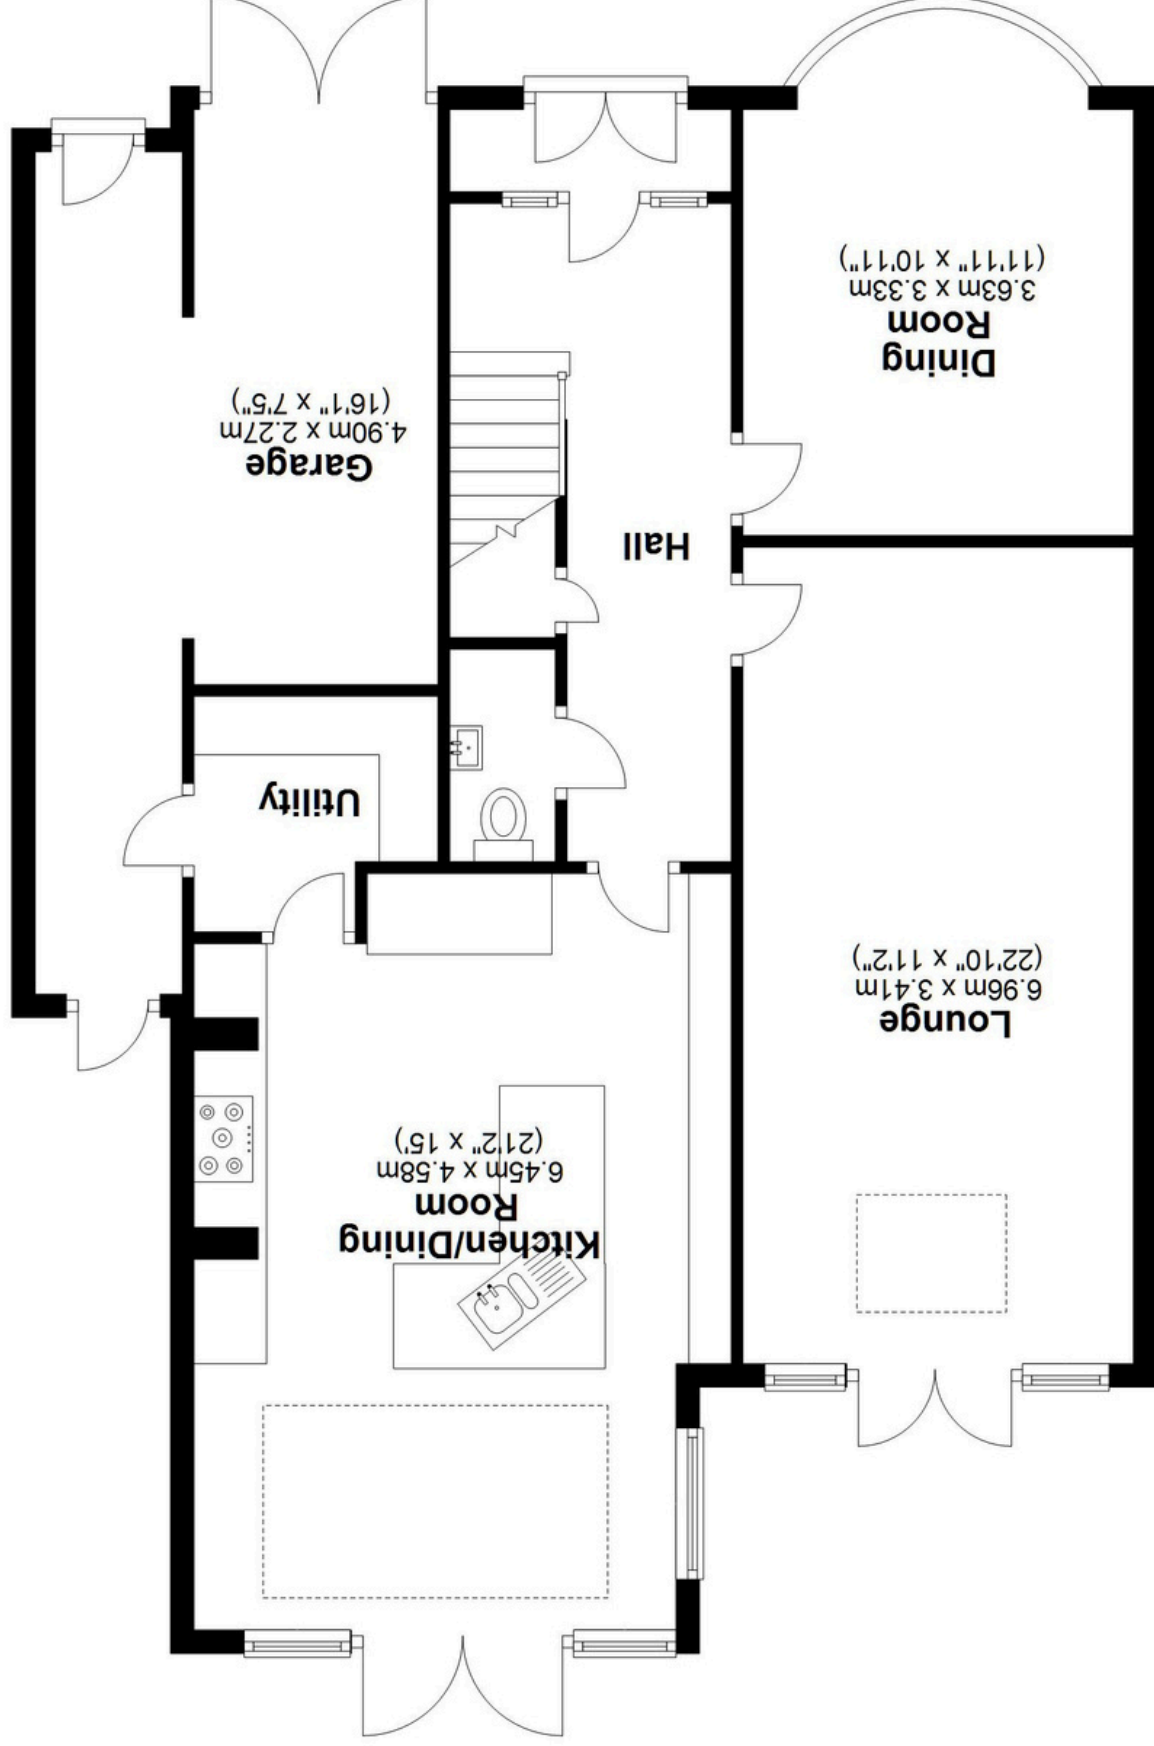 Kitchen/Dining
Room
6.45m x 4.58m
(21'2" x 15')
Lounge
6.96m x 3.41m
(22'10" x 11'2")
Utility
Hall
Garage
4.90m x 2.27m
(16'1" x 7'5")
Dining
Room
3.63m x 3.33m
(11'11" x 10'11")